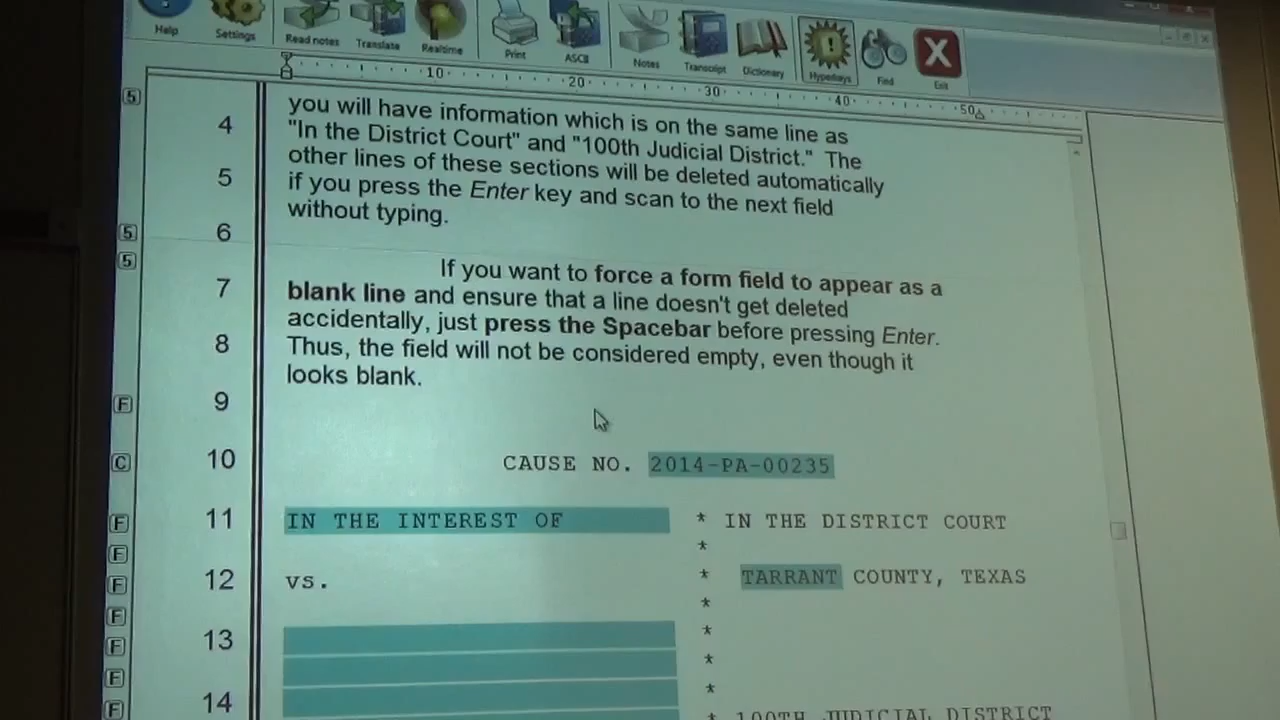 Help Settings Read notes Translate Realtime Print ASCII Notes Transcript Dictionary Hyperkeys Find Exit
10 20 30 40 50
5 you will have information which is on the same line as
4 "In the District Court" and "100th Judicial District." The
other lines of these sections will be deleted automatically
5 if you press the Enter key and scan to the next field
without typing.
5 6
5 If you want to force a form field to appear as a
7 blank line and ensure that a line doesn't get deleted
accidentally, just press the Spacebar before pressing Enter.
8 Thus, the field will not be considered empty, even though it
looks blank.
F 9
C 10 CAUSE NO. 2014-PA-00235
F 11 IN THE INTEREST OF * IN THE DISTRICT COURT
F *
F 12 vs. * TARRANT COUNTY, TEXAS
F *
F 13 *
F *
F 14 *
* 100TH JUDICIAL DISTRICT